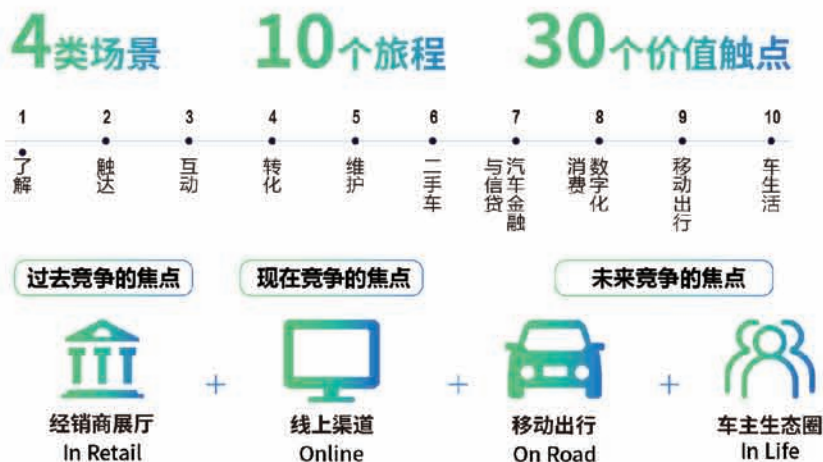 4类场景 10个旅程 30个价值触点
1 2 3 4 5 6 7 8 9 10
了解 触达 互动 转化 维护 二手车 汽车金融与信贷 数字化消费 移动出行 车生活
过去竞争的焦点 现在竞争的焦点 未来竞争的焦点
+ + +
经销商展厅 线上渠道 移动出行 车主生态圈
In Retail Online On Road In Life